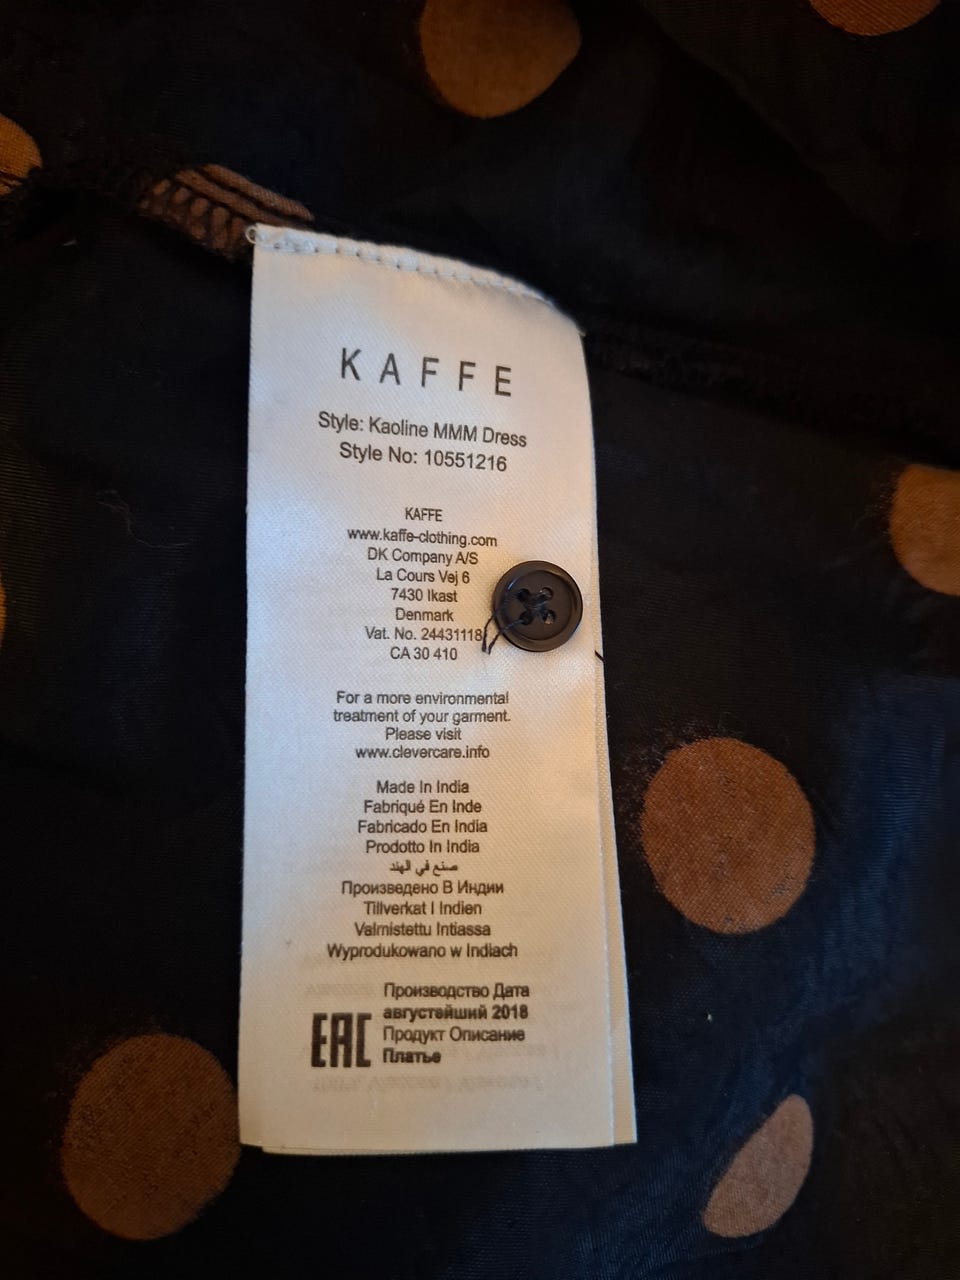 KAFFE
Style: Kaoline MMM Dress
Style No: 10551216
KAFFE
www.kaffe-clothing.com
DK Company A/S
La Cours Vej 6
7430 Ikast
Denmark
Vat. No. 24431118
CA 30 410
For a more environmental
treatment of your garment.
Please visit
www.clevercare.info
Made In India
Fabriqué En Inde
Fabricado En India
Prodotto In India
صنع في الهند
Произведено В Индии
Tillverkat I Indien
Valmistettu Intiassa
Wyprodukowano w Indiach
Производство Дата
августейший 2018
EAC Продукт Описание
Платье